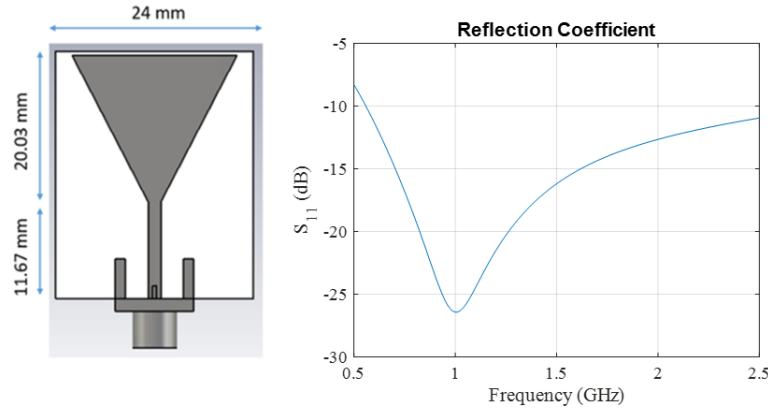 24 mm
20.03 mm
11.67 mm
Reflection Coefficient
S11 (dB)
-5
-10
-15
-20
-25
-30
0.5 1 1.5 2 2.5
Frequency (GHz)